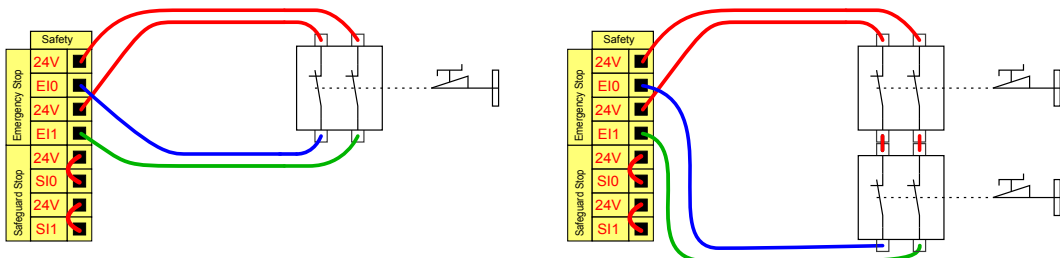 Safety
Emergency Stop
24V
EI0
24V
EI1
Safeguard Stop
24V
SI0
24V
SI1
Safety
Emergency Stop
24V
EI0
24V
EI1
Safeguard Stop
24V
SI0
24V
SI1